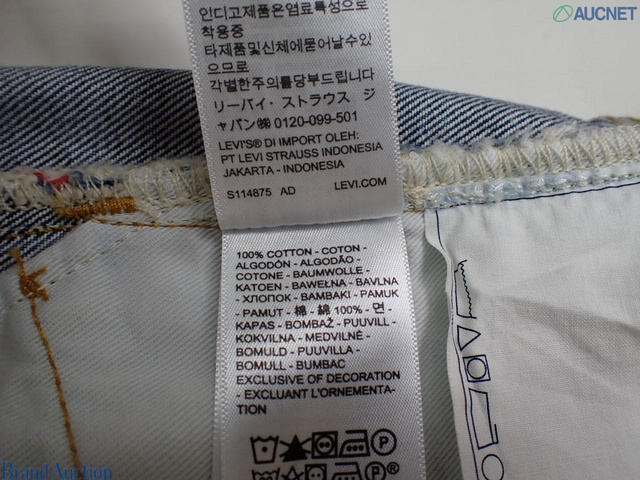 AUCNET
인디고제품은염료특성으로
착용중
타제품및신체에묻어날수있
으므로
각별한주의를당부드립니다
リーバイ・ストラウス ジ
ャパン㈱ 0120-099-501
LEVI'S® DI IMPORT OLEH:
PT LEVI STRAUSS INDONESIA
JAKARTA - INDONESIA
S114875 AD LEVI.COM
100% COTTON - COTON -
ALGODÓN - ALGODÃO -
COTONE - BAUMWOLLE -
KATOEN - BAWEŁNA - BAVLNA
- ХЛОПОК - BAMBAKI - PAMUK
- PAMUT - 棉 - 綿 100% - 면 -
KAPAS - BOMBAŽ - PUUVILL -
KOKVILNA - MEDVILNĖ -
BOMULD - PUUVILLA -
BOMULL - BUMBAC
EXCLUSIVE OF DECORATION
- EXCLUANT L'ORNEMENTA-
TION
P
P®
Brand Auction